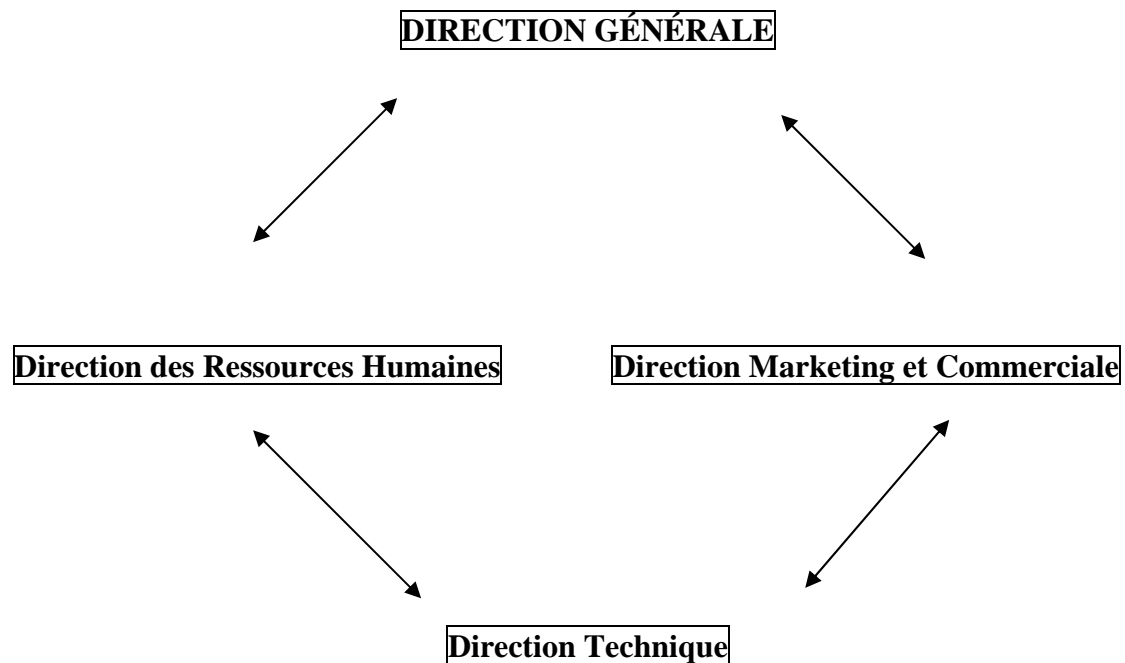 DIRECTION GÉNÉRALE
Direction des Ressources Humaines
Direction Marketing et Commerciale
Direction Technique